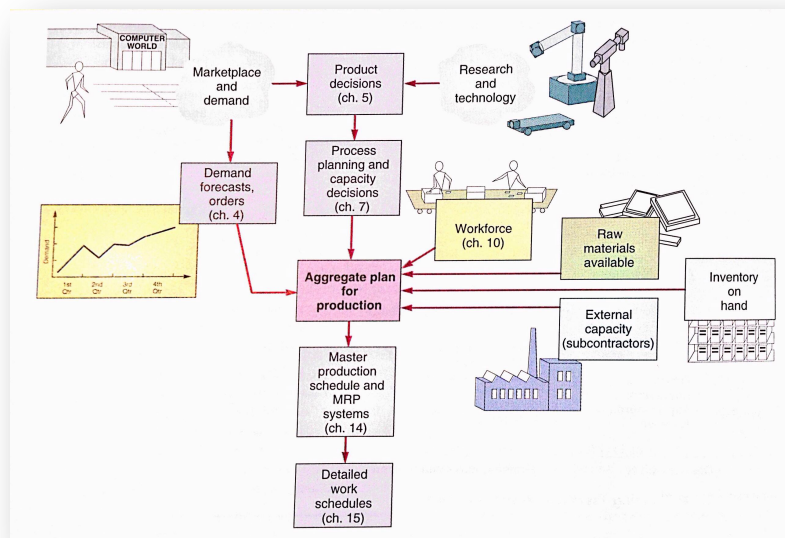 COMPUTER
WORLD
Marketplace
and
demand
Product
decisions
(ch. 5)
Research
and
technology
Demand
forecasts,
orders
(ch. 4)
Process
planning and
capacity
decisions
(ch. 7)
Workforce
(ch. 10)
Raw
materials
available
Inventory
on
hand
External
capacity
(subcontractors)
Demand
1st
Qtr
2nd
Qtr
3rd
Qtr
4th
Qtr
Aggregate plan
for
production
Master
production
schedule and
MRP
systems
(ch. 14)
Detailed
work
schedules
(ch. 15)